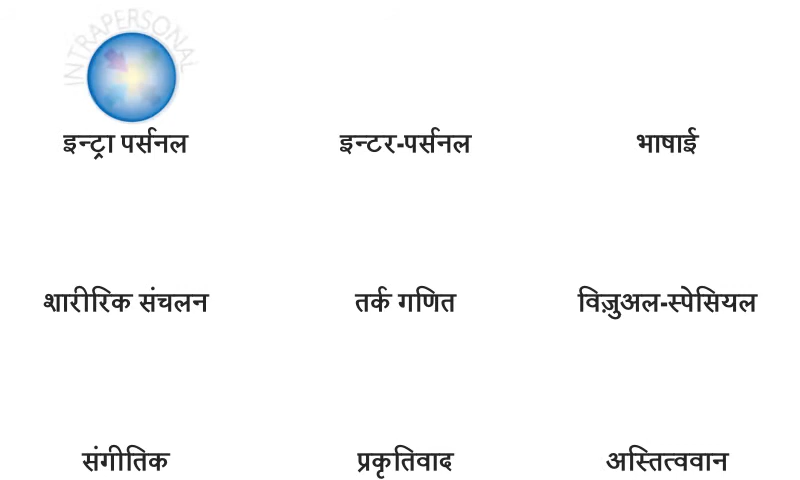 INTRAPERSONAL
इन्ट्रा पर्सनल
इन्टर-पर्सनल
भाषाई
शारीरिक संचलन
तर्क गणित
विज़ुअल-स्पेसियल
संगीतिक
प्रकृतिवाद
अस्तित्ववान